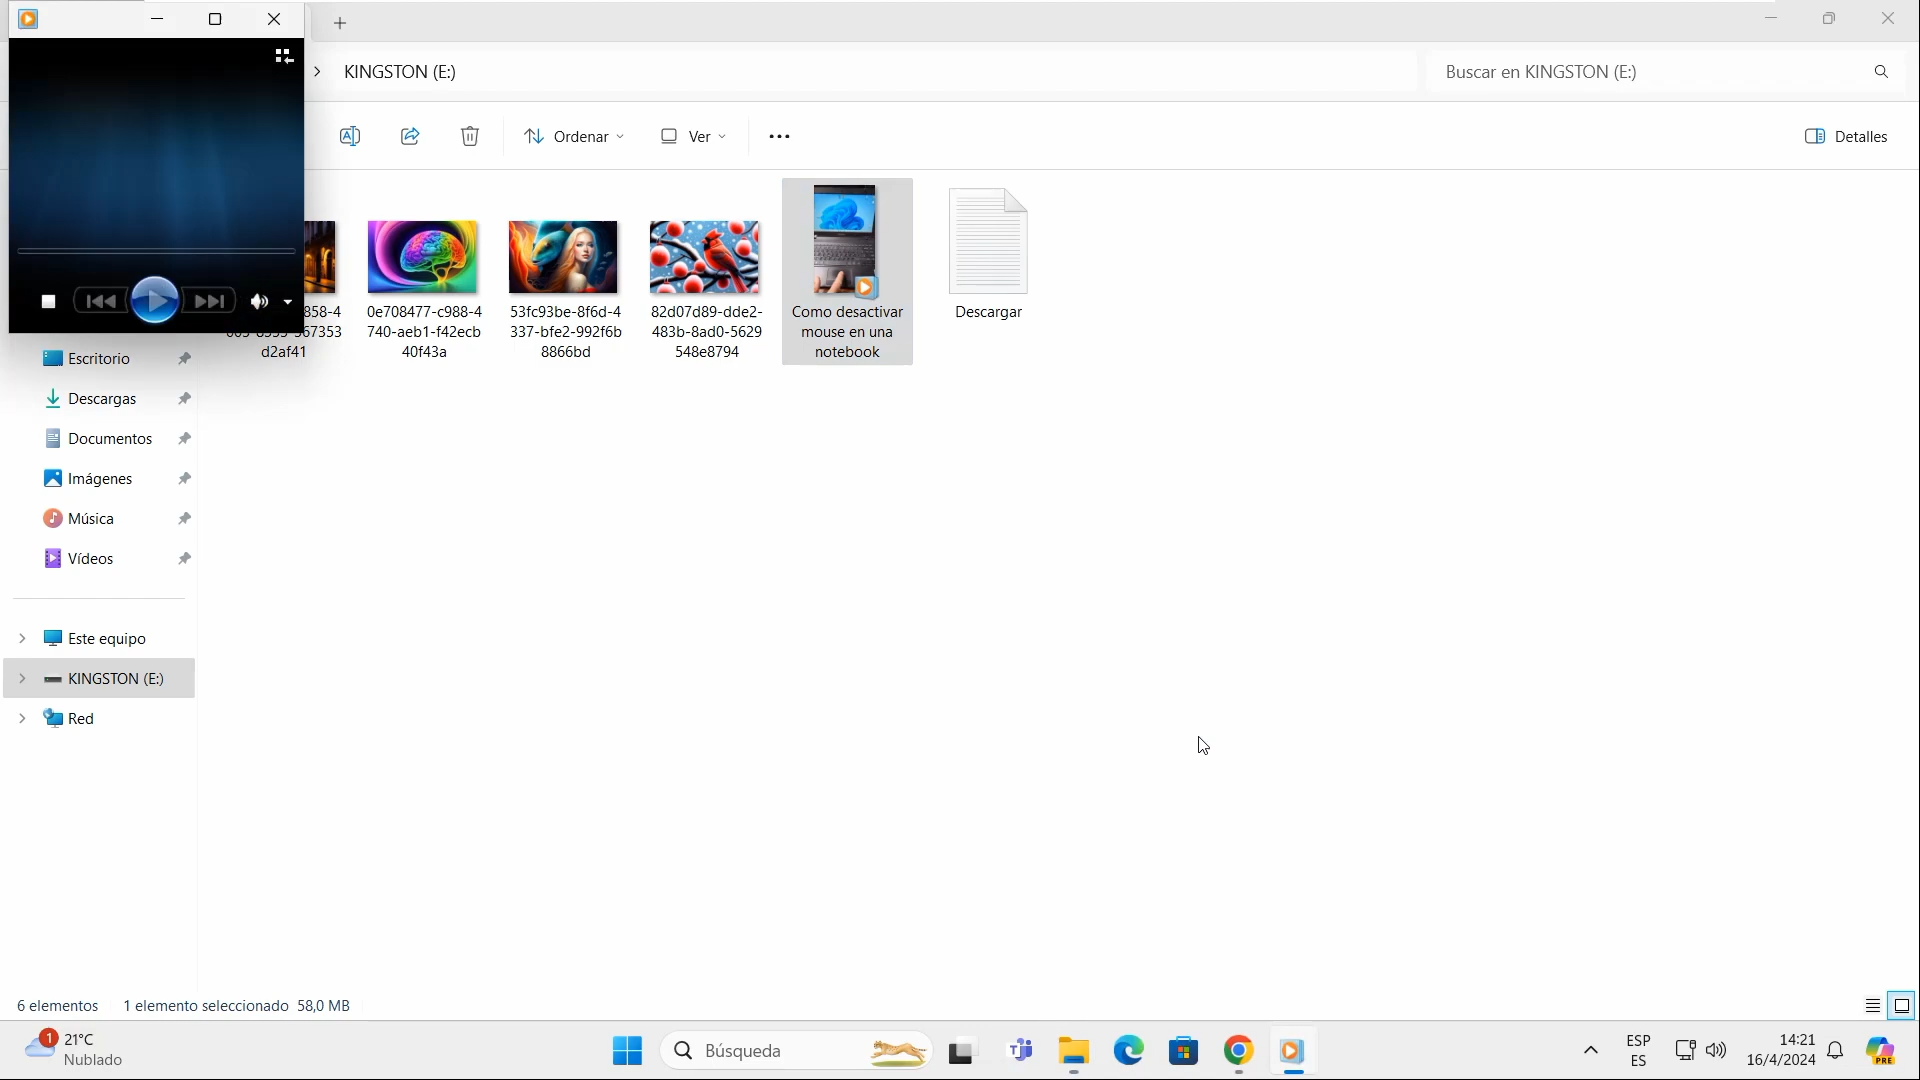 KINGSTON (E:)
Buscar en KINGSTON (E:)
Ordenar
Ver
Detalles
858-4
567353
d2af41
0e708477-c988-4
740-aeb1-f42ecb
40f43a
53fc93be-8f6d-4
337-bfe2-992f6b
8866bd
82d07d89-dde2-
483b-8ad0-5629
548e8794
Como desactivar
mouse en una
notebook
Descargar
Escritorio
Descargas
Documentos
Imágenes
Música
Vídeos
Este equipo
KINGSTON (E:)
Red
6 elementos
1 elemento seleccionado 58,0 MB
1
21°C
Nublado
Búsqueda
ESP
ES
14:21
16/4/2024
PRE